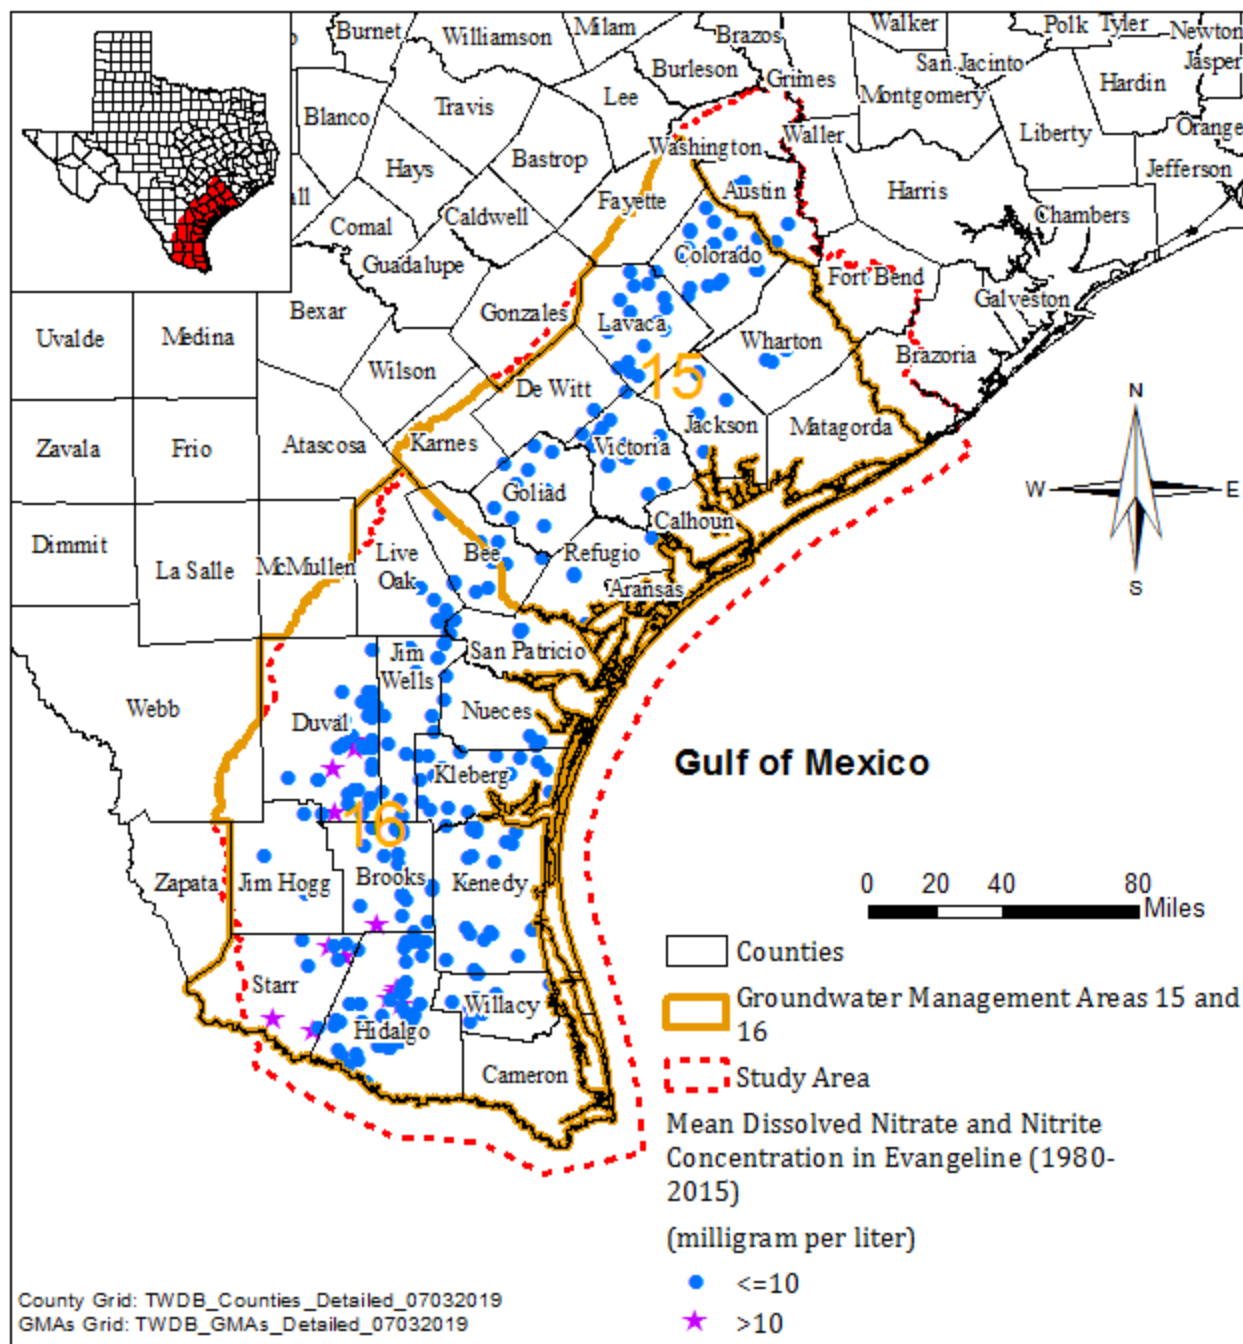 Burnet
Williamson
Milam
Brazos
Walker
Polk
Tyler
Newton
San Jacinto
Jasper
Burleson
Grimes
Hardin
Montgomery
Lee
Travis
Blanco
Liberty
Orange
Waller
Washington
Bastrop
Hays
Jefferson
Austin
Harris
Fayette
Caldwell
Comal
Chambers
Colorado
Guadalupe
Fort Bend
Galveston
Bexar
Gonzales
Lavaca
Uvalde
Medina
Wharton
Brazoria
Wilson
15
De Witt
N
Jackson
Matagorda
Zavala
Frio
Atascosa
Karnes
Victoria
W
E
Goliad
Calhoun
Dimmit
La Salle
McMullen
Live
Oak
Bee
Refugio
S
Aransas
San Patricio
Jim
Wells
Webb
Duval
Nueces
Gulf of Mexico
Kleberg
16
Zapata
Jim Hogg
Brooks
Kenedy
0 20 40 80
Miles
Starr
Willacy
Hidalgo
Cameron
Counties
Groundwater Management Areas 15 and
16
Study Area
Mean Dissolved Nitrate and Nitrite
Concentration in Evangeline (1980-
2015)
(milligram per liter)
<=10
>10
County Grid: TWDB_Counties_Detailed_07032019
GMAs Grid: TWDB_GMAs_Detailed_07032019